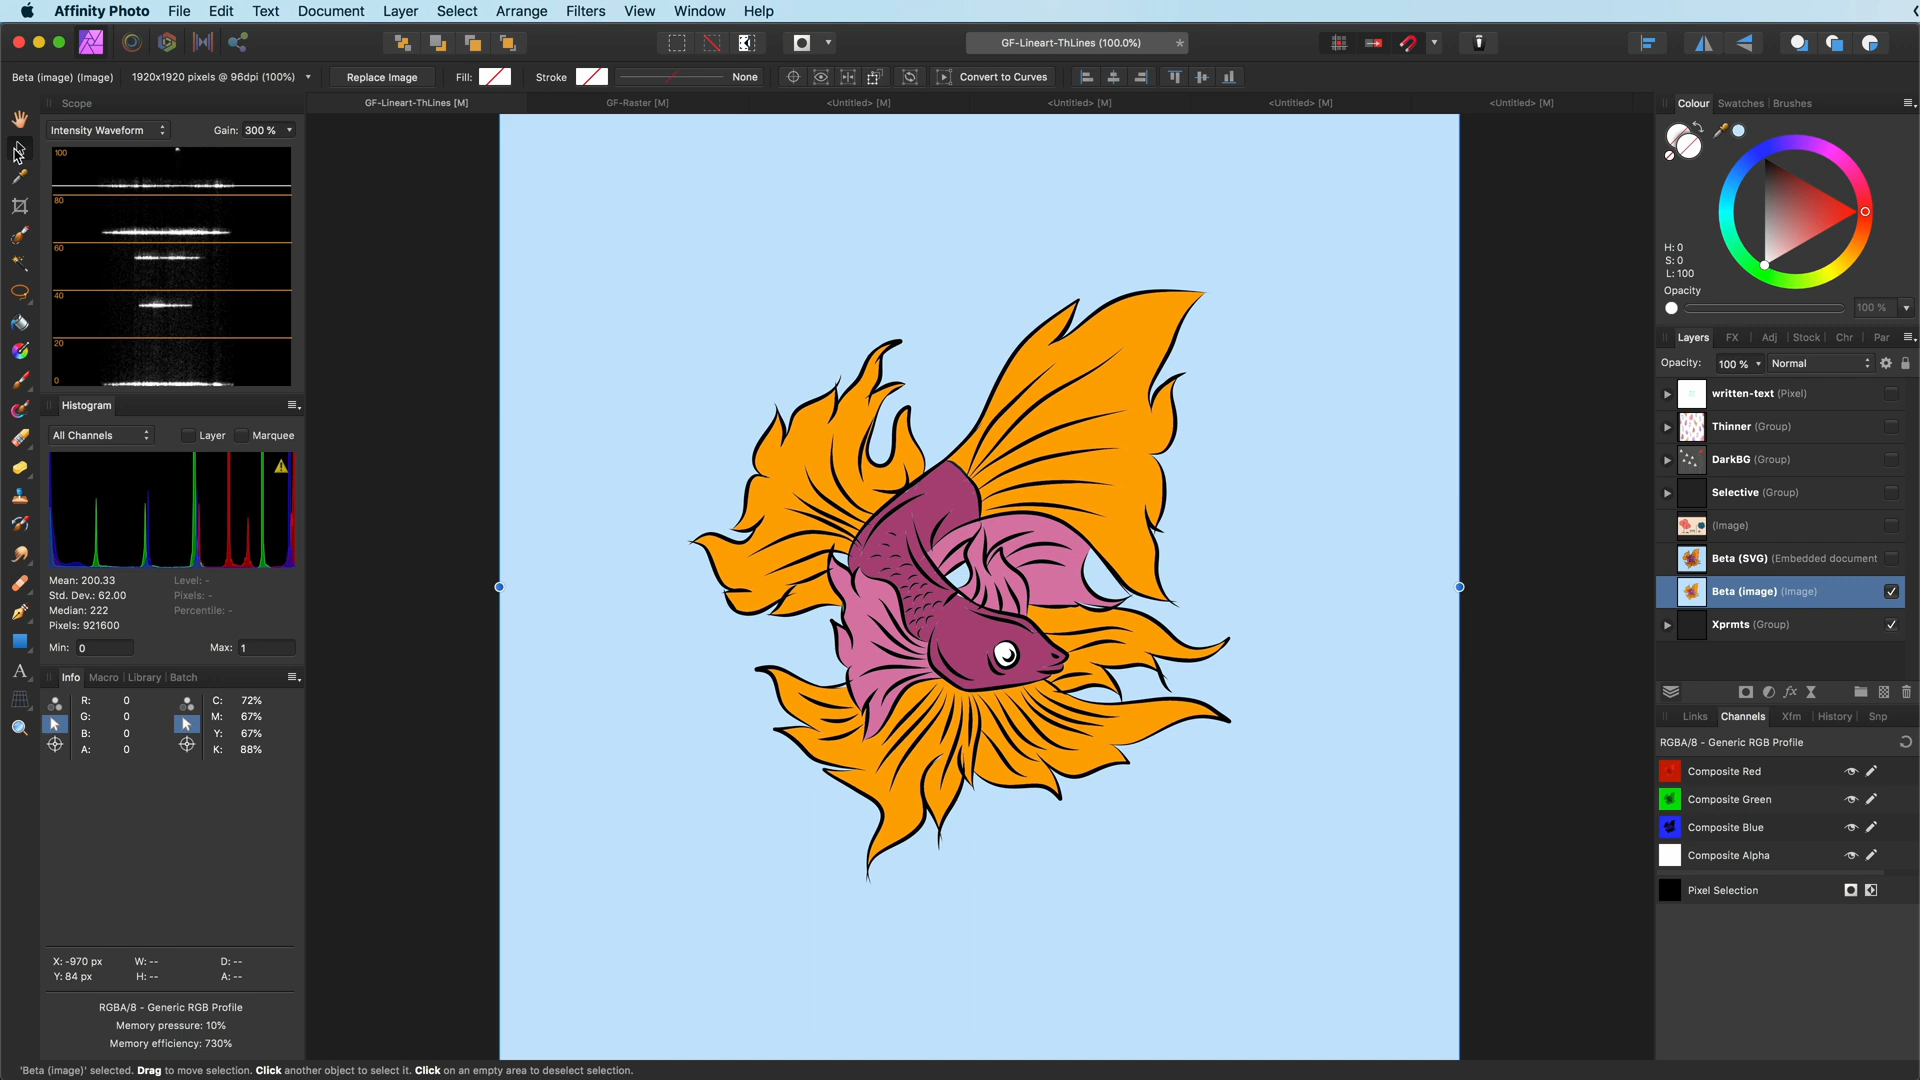 Affinity Photo File Edit Text Document Layer Select Arrange Filters View Window Help
GF-Lineart-ThLines (100.0%)
Beta (image) (Image) 1920x1920 pixels @ 96dpi (100%) Replace Image Fill: Stroke None Convert to Curves
GF-Lineart-ThLines [M] GF-Raster [M] <Untitled> [M] <Untitled> [M] <Untitled> [M] <Untitled> [M]
Scope
Intensity Waveform Gain: 300 %
100
80
60
40
20
0
Histogram
All Channels Layer Marquee
Mean: 200.33 Level: -
Std. Dev.: 62.00 Pixels: -
Median: 222 Percentile: -
Pixels: 921600
Min: 0 Max: 1
Info Macro Library Batch
R: 0 C: 72%
G: 0 M: 67%
B: 0 Y: 67%
A: 0 K: 88%
X: -970 px W: -- D: --
Y: 84 px H: -- A: --
RGBA/8 - Generic RGB Profile
Memory pressure: 10%
Memory efficiency: 730%
Colour Swatches Brushes
H: 0
S: 0
L: 100
Opacity
100 %
Layers FX Adj Stock Chr Par
Opacity: 100 % Normal
written-text (Pixel)
Thinner (Group)
DarkBG (Group)
Selective (Group)
(Image)
Beta (SVG) (Embedded document
Beta (image) (Image)
Xprmts (Group)
Links Channels Xfm History Snp
RGBA/8 - Generic RGB Profile
Composite Red
Composite Green
Composite Blue
Composite Alpha
Pixel Selection
'Beta (image)' selected. Drag to move selection. Click another object to select it. Click on an empty area to deselect selection.